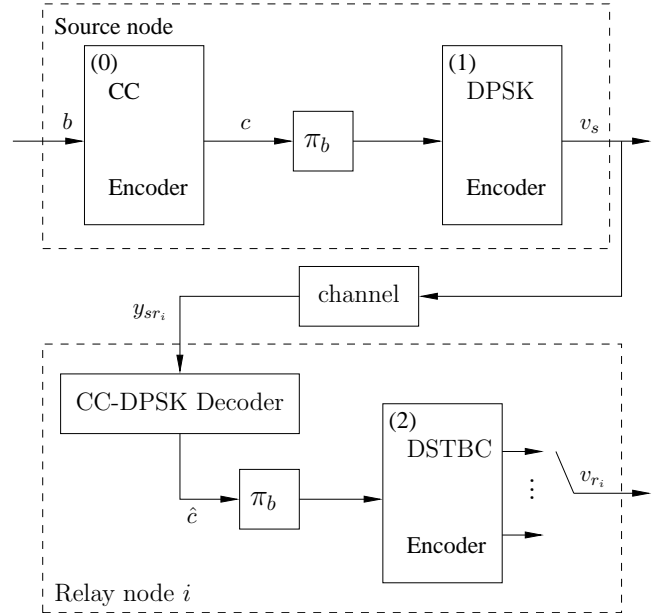 Source node
(0)
CC
Encoder
b
c
π_b
(1)
DPSK
Encoder
v_s
channel
y_{sr_i}
CC-DPSK Decoder
ĉ
π_b
(2)
DSTBC
Encoder
v_{r_i}
Relay node i